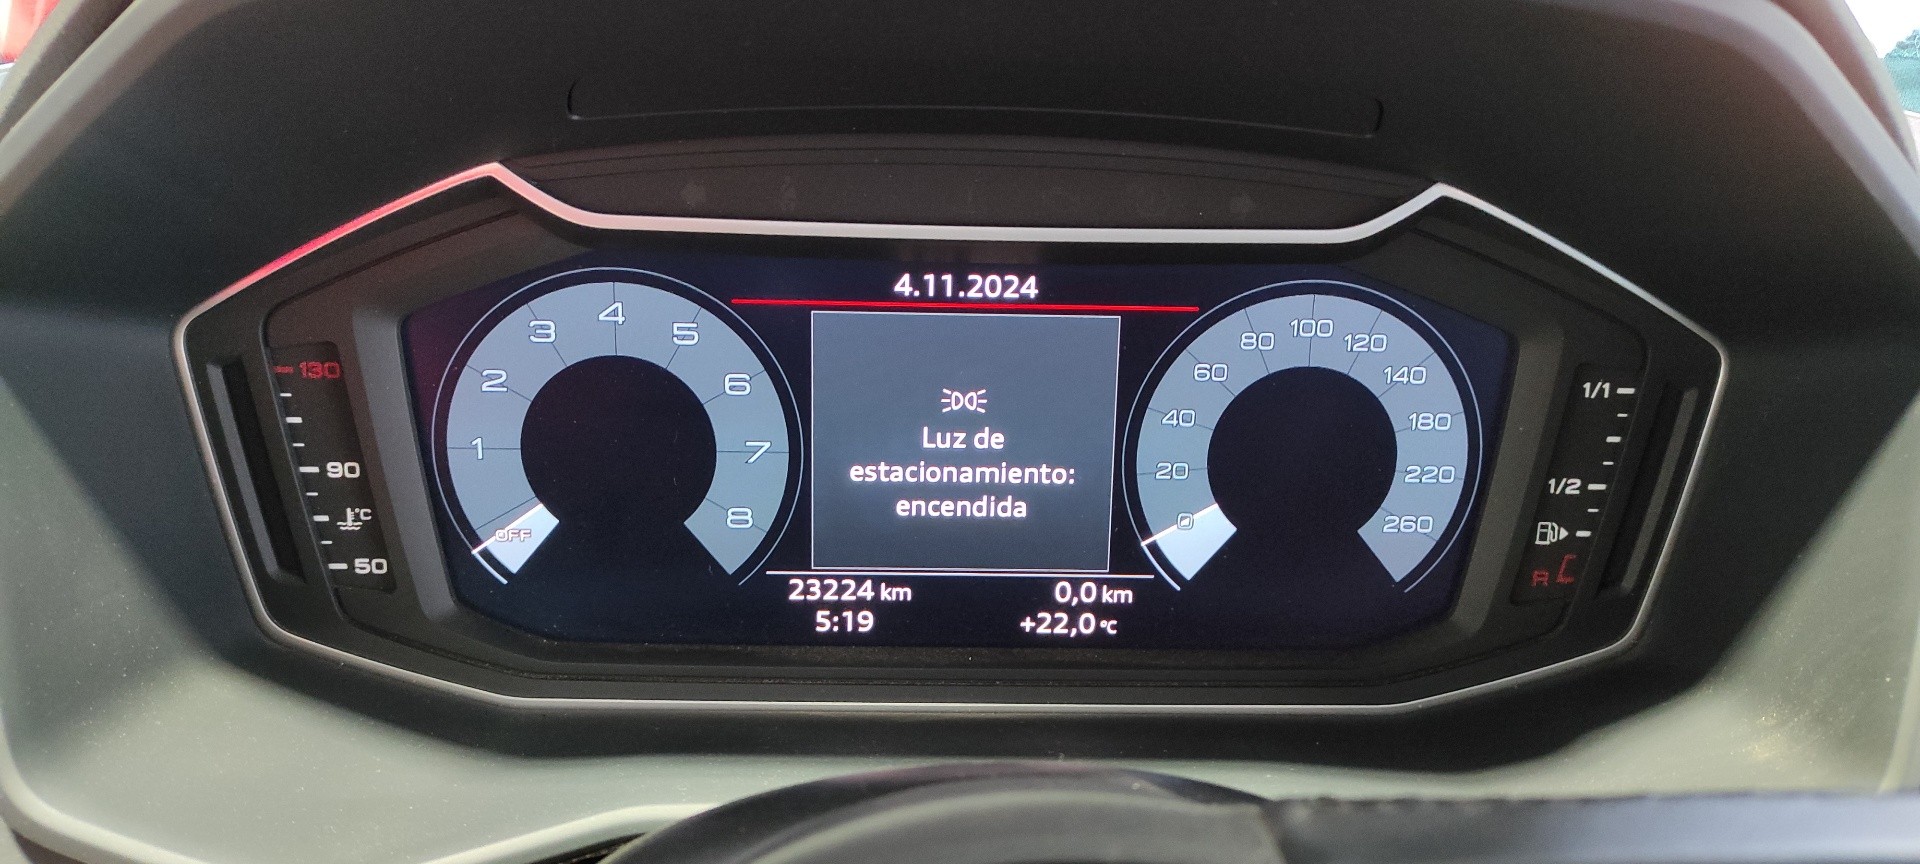 4.11.2024
4
3
5
2
6
1
7
OFF
8
Luz de
estacionamiento:
encendida
100
80
120
60
140
40
180
20
220
0
260
130
90
°C
50
1/1
1/2
R
23224 km
0,0 km
5:19
+22,0 °C